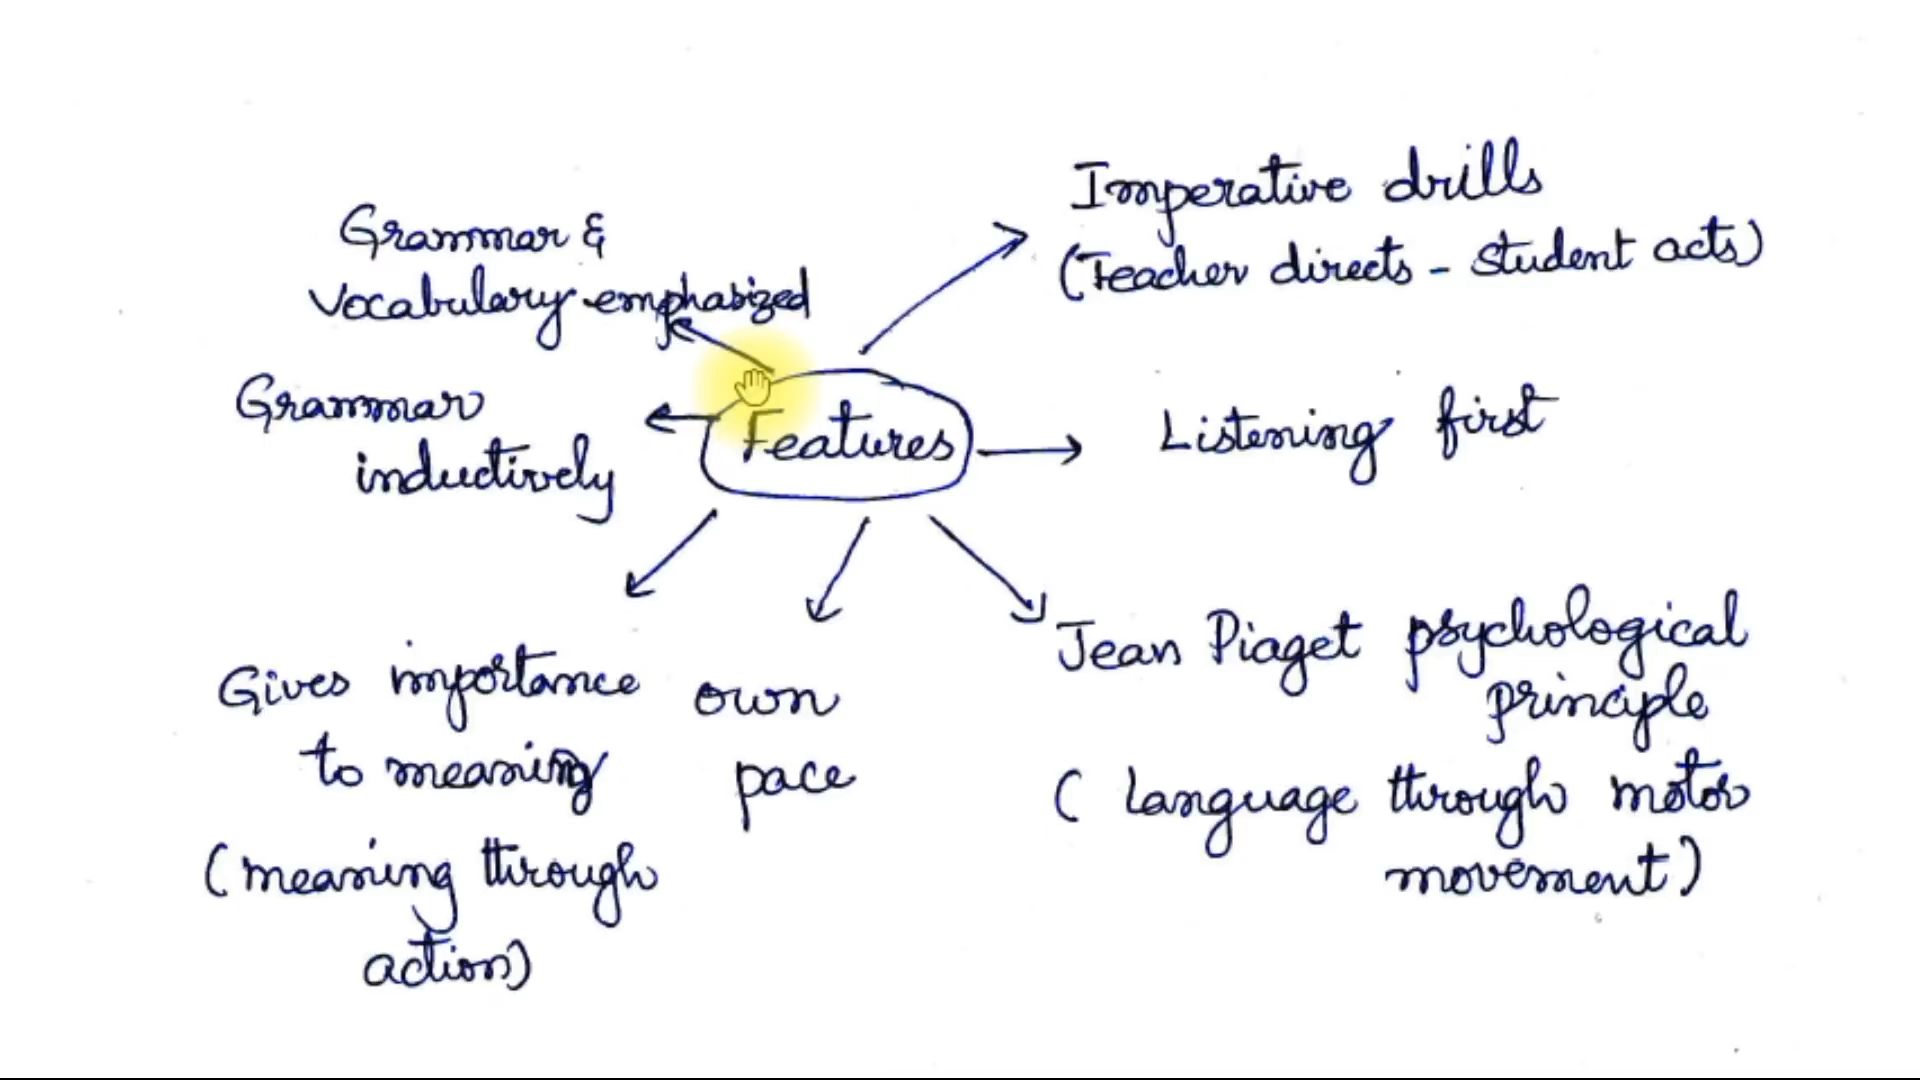 Imperative drills
(Teacher directs - student acts)
Grammar &
vocabulary emphasized
Grammar
inductively
Features
Listening first
Gives importance
to meaning
(meaning through
action)
own
pace
Jean Piaget psychological
principle
( Language through motor
movement)